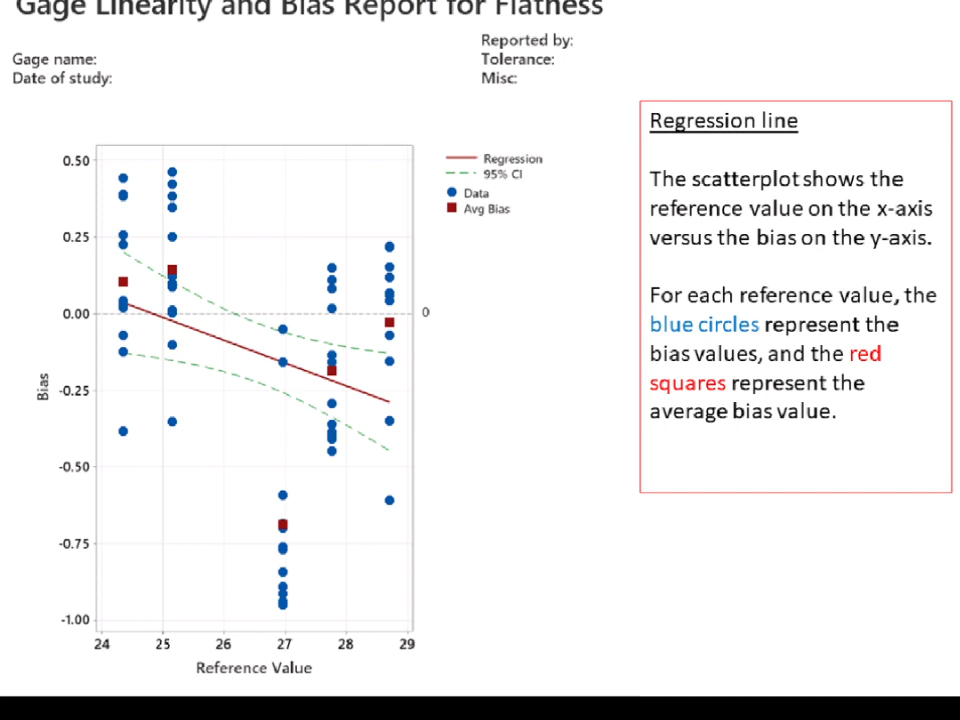 Gage Linearity and Bias Report for Flatness
Reported by:
Gage name:
Tolerance:
Date of study:
Misc:
Regression line
The scatterplot shows the
reference value on the x-axis
versus the bias on the y-axis.
For each reference value, the
blue circles represent the
bias values, and the red
squares represent the
average bias value.
Regression
95% CI
Data
Avg Bias
0.50
0.25
0.00
0
-0.25
-0.50
-0.75
-1.00
Bias
24 25 26 27 28 29
Reference Value